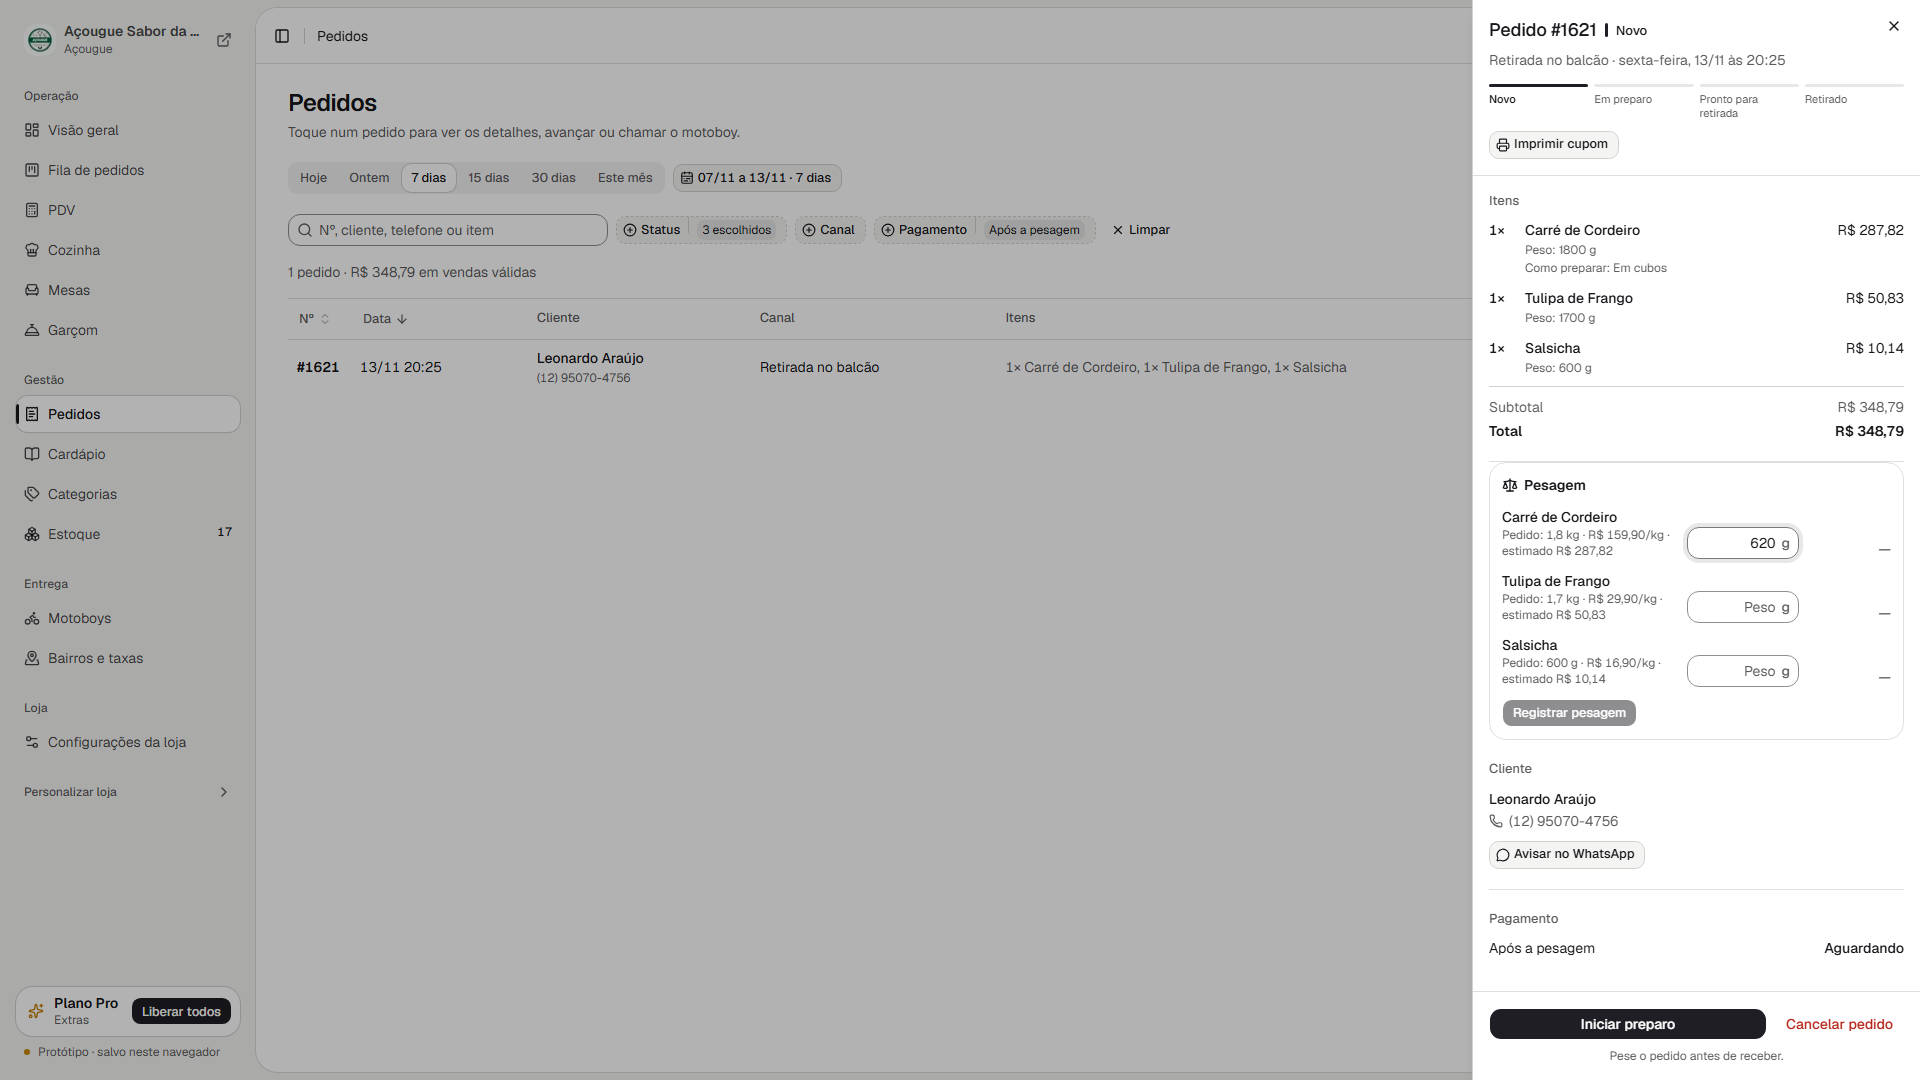 Açougue Sabor da ...
Açougue
Operação
Visão geral
Fila de pedidos
PDV
Cozinha
Mesas
Garçom
Gestão
Pedidos
Cardápio
Categorias
Estoque 17
Entrega
Motoboys
Bairros e taxas
Loja
Configurações da loja
Personalizar loja
Plano Pro
Extras
Liberar todos
Protótipo · salvo neste navegador
Pedidos
Pedidos
Toque num pedido para ver os detalhes, avançar ou chamar o motoboy.
Hoje Ontem 7 dias 15 dias 30 dias Este mês 07/11 a 13/11 · 7 dias
Nº, cliente, telefone ou item Status 3 escolhidos Canal Pagamento Após a pesagem Limpar
1 pedido · R$ 348,79 em vendas válidas
Nº Data Cliente Canal Itens
#1621 13/11 20:25 Leonardo Araújo Retirada no balcão 1× Carré de Cordeiro, 1× Tulipa de Frango, 1× Salsicha
(12) 95070-4756
Pedido #1621 Novo
Retirada no balcão · sexta-feira, 13/11 às 20:25
Novo Em preparo Pronto para retirada Retirado
Imprimir cupom
Itens
1× Carré de Cordeiro R$ 287,82
Peso: 1800 g
Como preparar: Em cubos
1× Tulipa de Frango R$ 50,83
Peso: 1700 g
1× Salsicha R$ 10,14
Peso: 600 g
Subtotal R$ 348,79
Total R$ 348,79
Pesagem
Carré de Cordeiro
Pedido: 1,8 kg · R$ 159,90/kg ·
estimado R$ 287,82
620 g —
Tulipa de Frango
Pedido: 1,7 kg · R$ 29,90/kg ·
estimado R$ 50,83
Peso g —
Salsicha
Pedido: 600 g · R$ 16,90/kg ·
estimado R$ 10,14
Peso g —
Registrar pesagem
Cliente
Leonardo Araújo
(12) 95070-4756
Avisar no WhatsApp
Pagamento
Após a pesagem Aguardando
Iniciar preparo Cancelar pedido
Pese o pedido antes de receber.